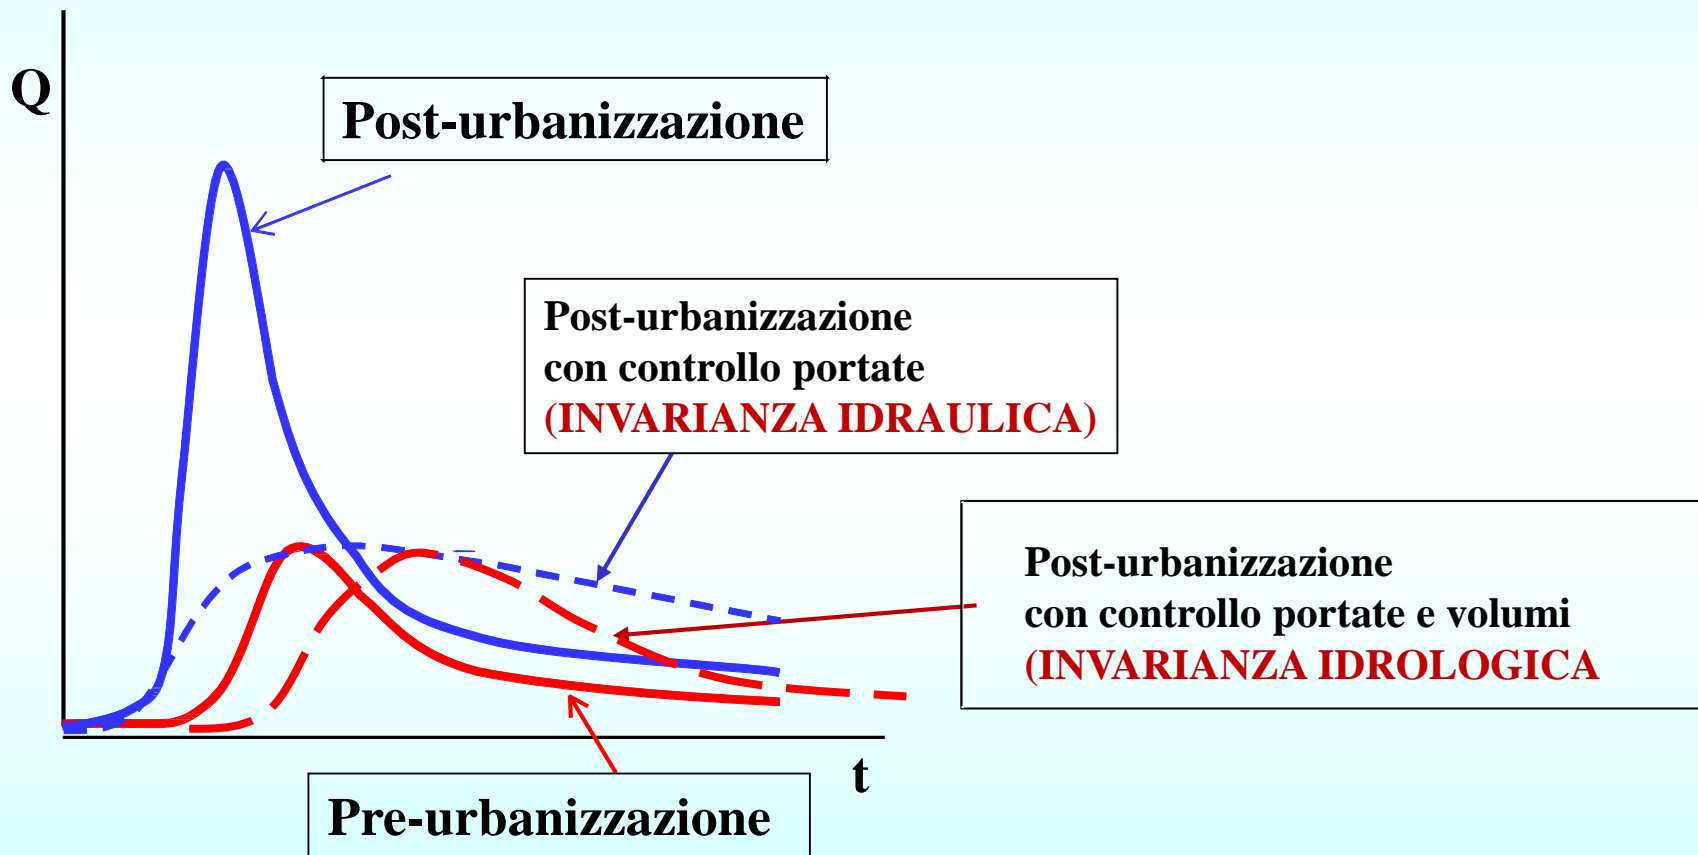 Q
Post-urbanizzazione
Post-urbanizzazione
con controllo portate
(INVARIANZA IDRAULICA)
Post-urbanizzazione
con controllo portate e volumi
(INVARIANZA IDROLOGICA
t
Pre-urbanizzazione